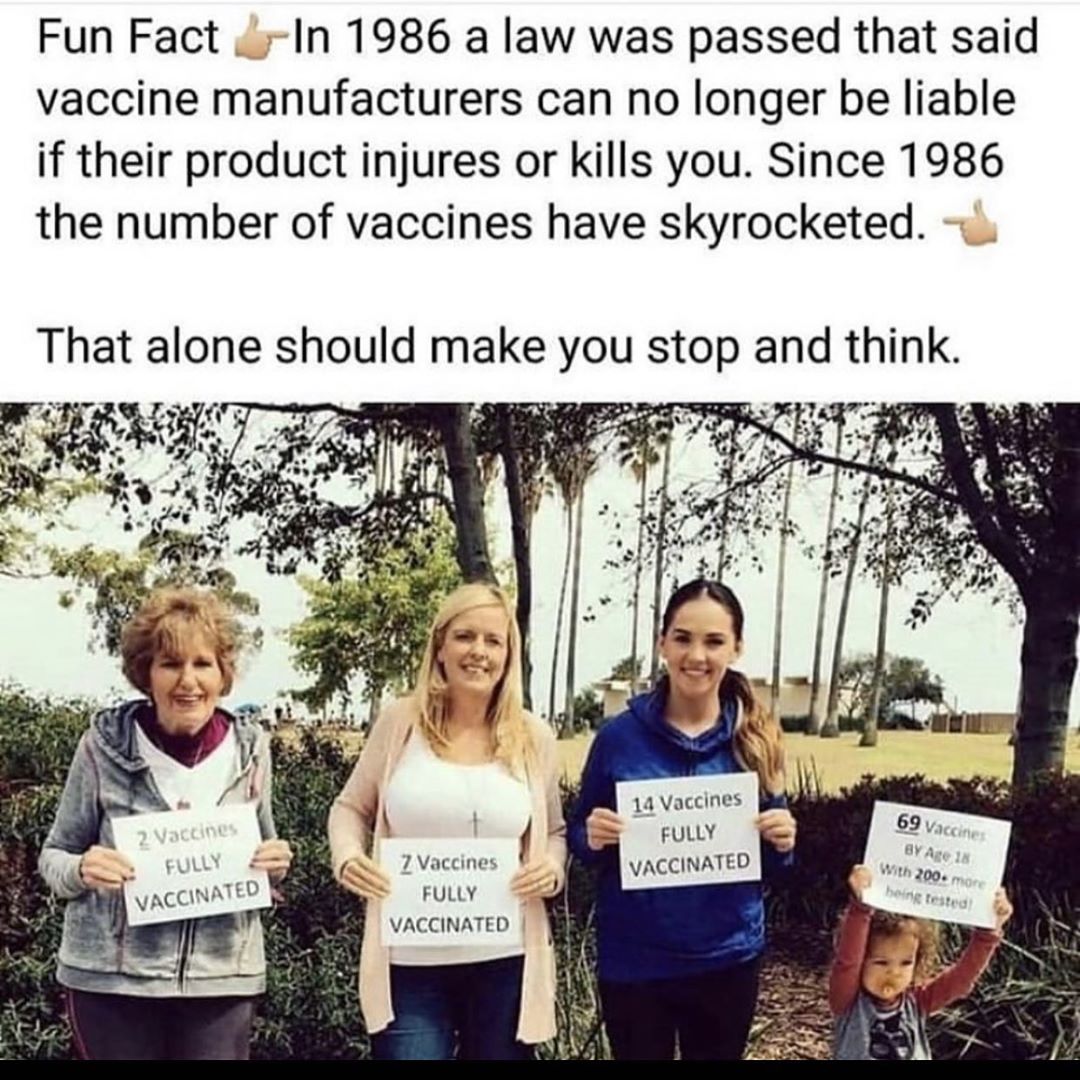 Fun Fact 👉🏼In 1986 a law was passed that said
vaccine manufacturers can no longer be liable
if their product injures or kills you. Since 1986
the number of vaccines have skyrocketed. 👈🏼
That alone should make you stop and think.
2 Vaccines
FULLY
VACCINATED
7 Vaccines
FULLY
VACCINATED
14 Vaccines
FULLY
VACCINATED
69 Vaccines
BY Age 18
With 200+ more
being tested!